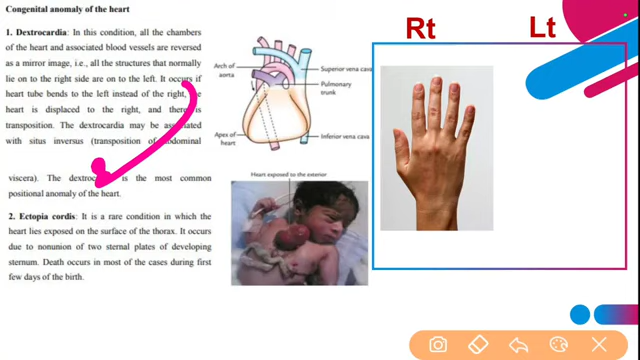 Congenital anomaly of the heart
1. Dextrocardia: In this condition, all the chambers
of the heart and associated blood vessels are reversed
as a mirror image, i.e., all the structures that normally
lie on to the right side are on to the left. It occurs if
heart tube bends to the left instead of the right, the
heart is displaced to the right, and there is
transposition. The dextrocardia may be associated
with situs inversus (transposition of abdominal
viscera). The is the most common
positional anomaly of the heart.
2. Ectopia cordis: It is a rare condition in which the
heart lies exposed on the surface of the thorax. It occurs
due to nonunion of two sternal plates of developing
sternum. Death occurs in most of the cases during first
few days of the birth.
Arch of
aorta
Superior vena cava
Pulmonary
trunk
Apex of
heart
Inferior vena cava
Heart exposed to the exterior
Rt Lt